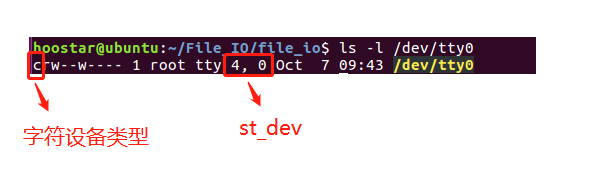 hoostar@ubuntu:~/File_IO/file_io$ ls -l /dev/tty0
crw--w---- 1 root tty 4, 0 Oct  7 09:43 /dev/tty0
字符设备类型
st_dev